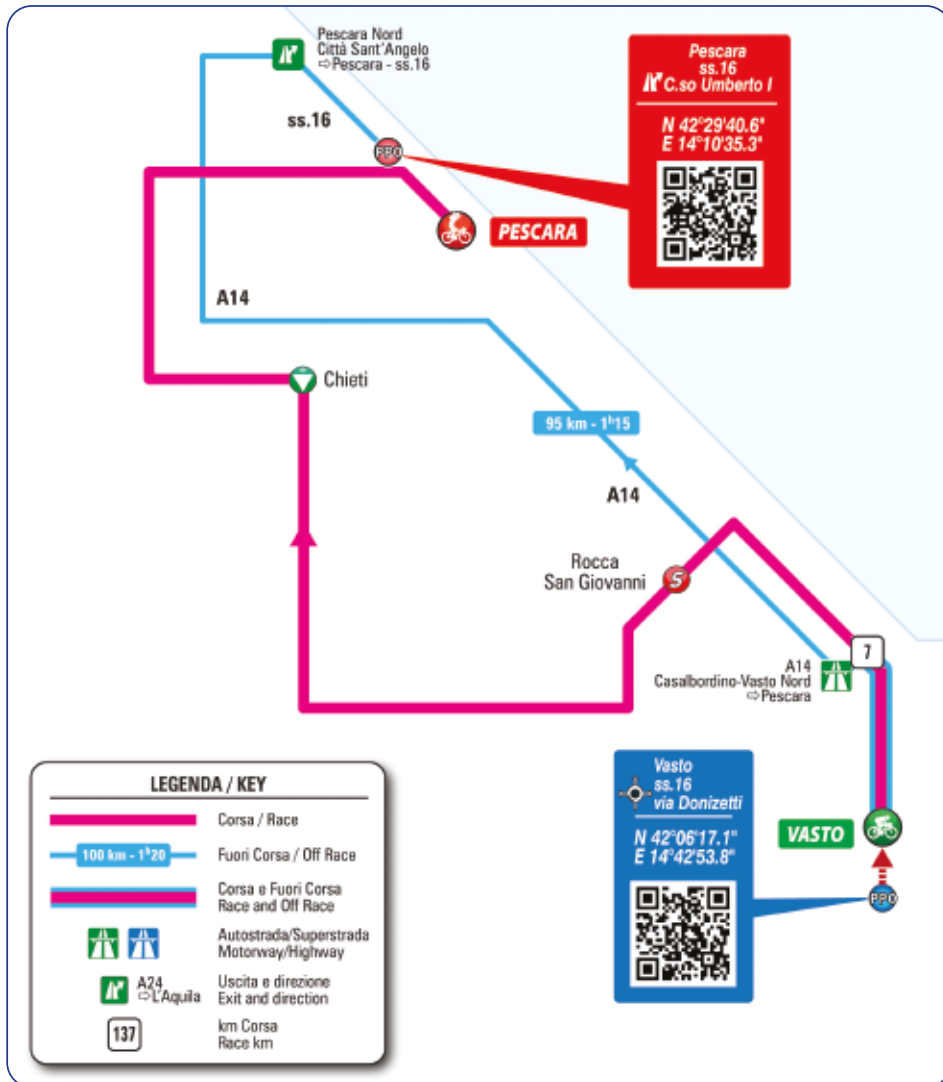 Pescara Nord
Città Sant'Angelo
⇨Pescara - ss.16
ss.16
PPO
Pescara
ss.16
C.so Umberto I
N 42°29'40.6"
E 14°10'35.3"
PESCARA
A14
Chieti
95 km - 1h15
A14
Rocca
San Giovanni
S
7
A14
Casalbordino-Vasto Nord
⇨Pescara
Vasto
ss.16
via Donizetti
N 42°06'17.1"
E 14°42'53.8"
VASTO
PPO
LEGENDA / KEY
Corsa / Race
100 km - 1h20
Fuori Corsa / Off Race
Corsa e Fuori Corsa
Race and Off Race
Autostrada/Superstrada
Motorway/Highway
A24
⇨L'Aquila
Uscita e direzione
Exit and direction
137
km Corsa
Race km